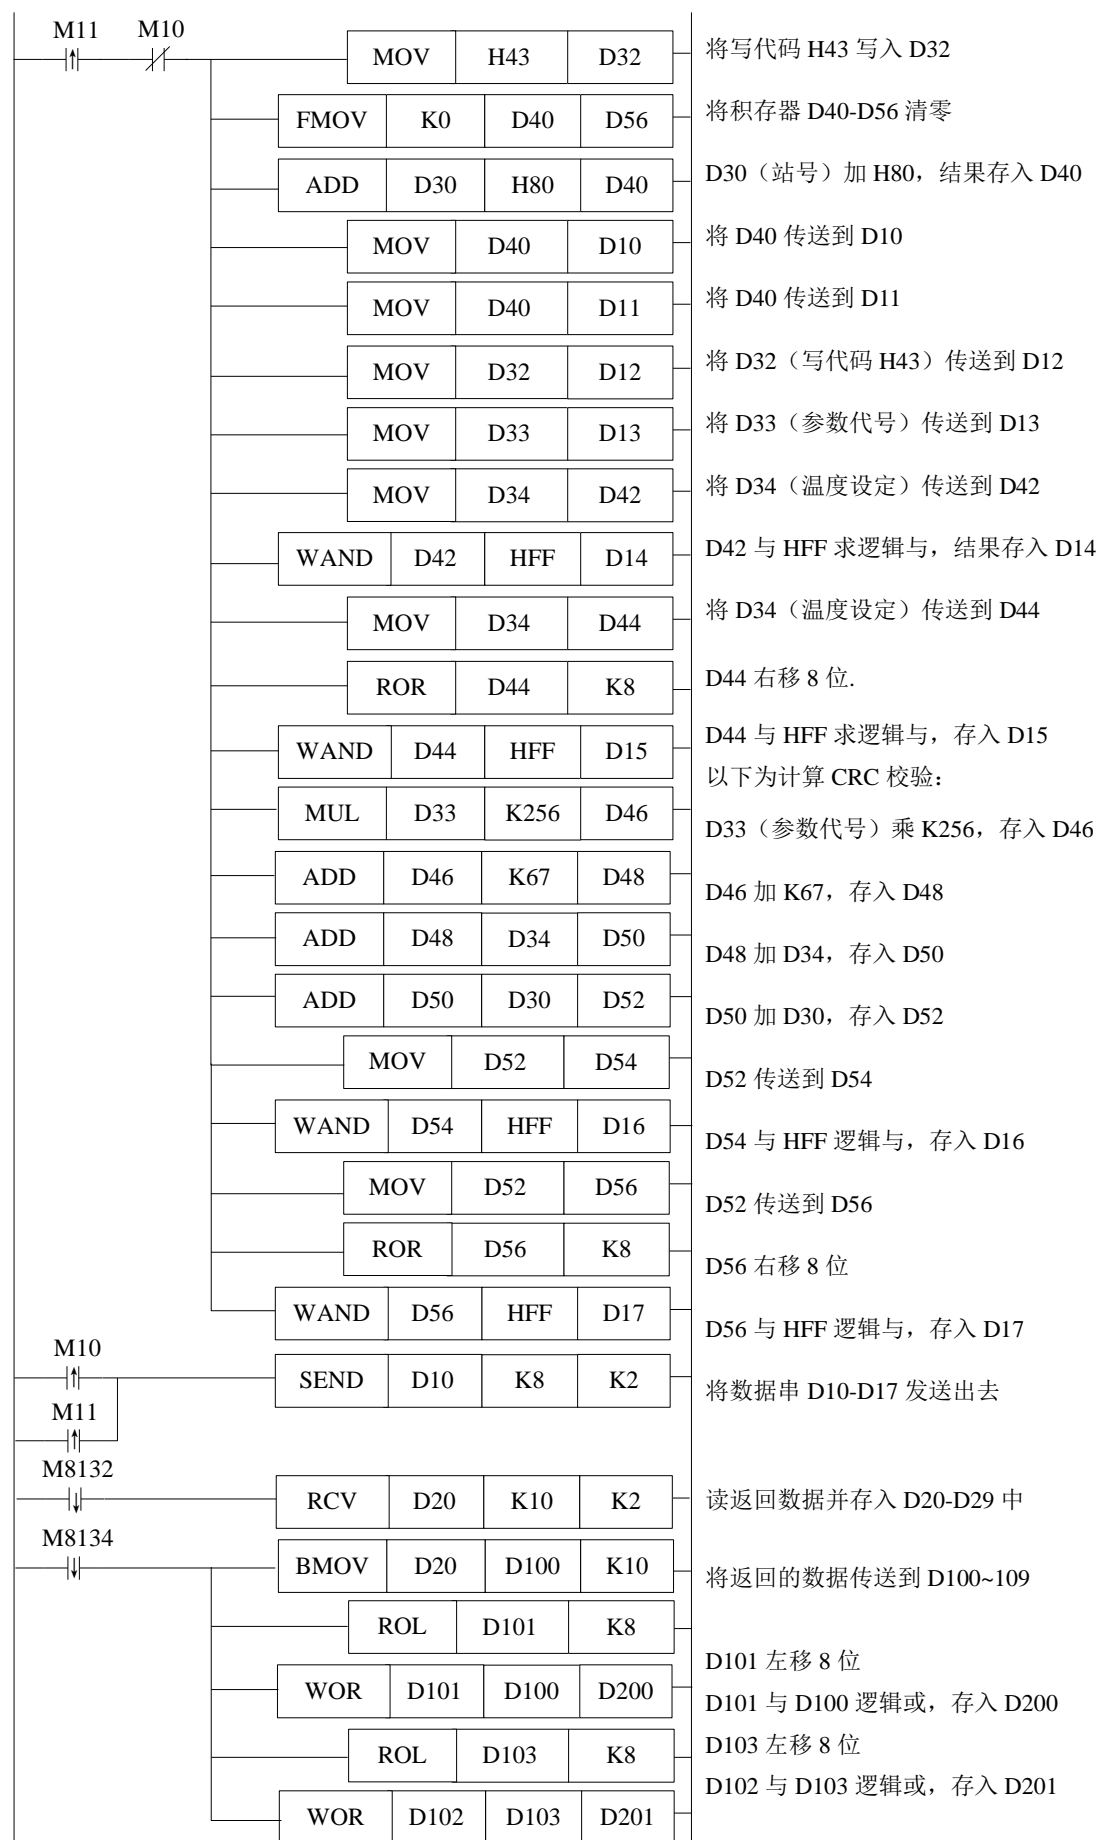 M11 M10
MOV H43 D32 将写代码 H43 写入 D32
FMOV K0 D40 D56 将积存器 D40-D56 清零
ADD D30 H80 D40 D30（站号）加 H80，结果存入 D40
MOV D40 D10 将 D40 传送到 D10
MOV D40 D11 将 D40 传送到 D11
MOV D32 D12 将 D32（写代码 H43）传送到 D12
MOV D33 D13 将 D33（参数代号）传送到 D13
MOV D34 D42 将 D34（温度设定）传送到 D42
WAND D42 HFF D14 D42 与 HFF 求逻辑与，结果存入 D14
MOV D34 D44 将 D34（温度设定）传送到 D44
ROR D44 K8 D44 右移 8 位.
WAND D44 HFF D15 D44 与 HFF 求逻辑与，存入 D15
以下为计算 CRC 校验：
MUL D33 K256 D46 D33（参数代号）乘 K256，存入 D46
ADD D46 K67 D48 D46 加 K67，存入 D48
ADD D48 D34 D50 D48 加 D34，存入 D50
ADD D50 D30 D52 D50 加 D30，存入 D52
MOV D52 D54 D52 传送到 D54
WAND D54 HFF D16 D54 与 HFF 逻辑与，存入 D16
MOV D52 D56 D52 传送到 D56
ROR D56 K8 D56 右移 8 位
WAND D56 HFF D17 D56 与 HFF 逻辑与，存入 D17
M10
SEND D10 K8 K2 将数据串 D10-D17 发送出去
M11
M8132
RCV D20 K10 K2 读返回数据并存入 D20-D29 中
M8134
BMOV D20 D100 K10 将返回的数据传送到 D100~109
ROL D101 K8 D101 左移 8 位
WOR D101 D100 D200 D101 与 D100 逻辑或，存入 D200
ROL D103 K8 D103 左移 8 位
WOR D102 D103 D201 D102 与 D103 逻辑或，存入 D201